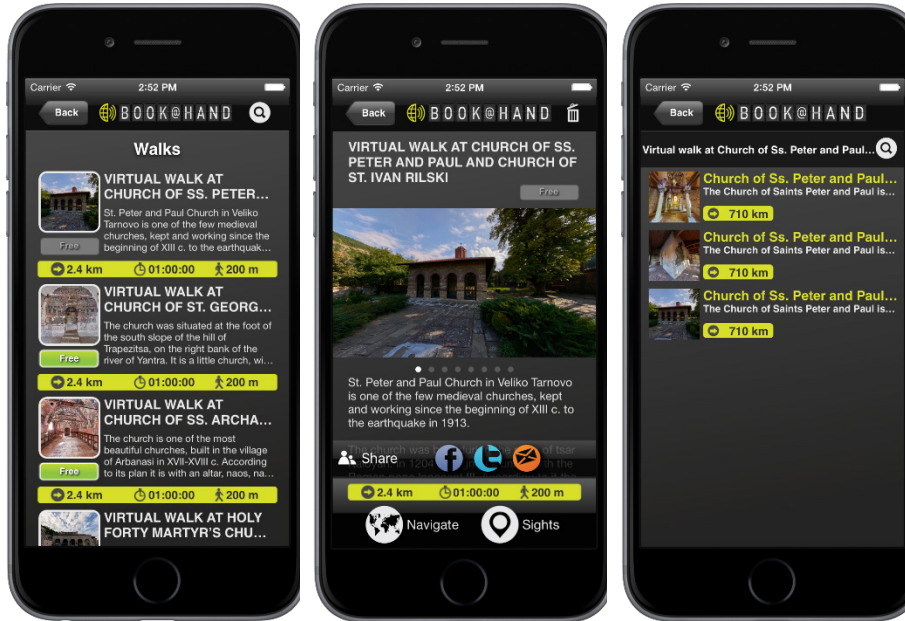 Carrier 2:52 PM
Back BOOK@HAND
Walks
VIRTUAL WALK AT
CHURCH OF SS. PETER...
St. Peter and Paul Church in Veliko
Tarnovo is one of the few medieval
churches, kept and working since the
beginning of XIII c. to the earthquak...
Free
2.4 km 01:00:00 200 m
VIRTUAL WALK AT
CHURCH OF ST. GEORG...
The church was situated at the foot of
the south slope of the hill of
Trapezitsa, on the right bank of the
river of Yantra. It is a little church, wi...
Free
2.4 km 01:00:00 200 m
VIRTUAL WALK AT
CHURCH OF SS. ARCHA...
The church is one of the most
beautiful churches, built in the village
of Arbanasi in XVII-XVIII c. According
to its plan it is with an altar, naos, na...
Free
2.4 km 01:00:00 200 m
VIRTUAL WALK AT HOLY
FORTY MARTYR'S CHU...
Carrier 2:52 PM
Back BOOK@HAND
VIRTUAL WALK AT CHURCH OF SS.
PETER AND PAUL AND CHURCH OF
ST. IVAN RILSKI
Free
St. Peter and Paul Church in Veliko Tarnovo
is one of the few medieval churches, kept
and working since the beginning of XIII c. to
the earthquake in 1913.
The church was
Share
2.4 km 01:00:00 200 m
Navigate Sights
Carrier 2:52 PM
Back BOOK@HAND
Virtual walk at Church of Ss. Peter and Paul...
Church of Ss. Peter and Paul...
The Church of Saints Peter and Paul is...
710 km
Church of Ss. Peter and Paul...
The Church of Saints Peter and Paul is...
710 km
Church of Ss. Peter and Paul...
The Church of Saints Peter and Paul is...
710 km